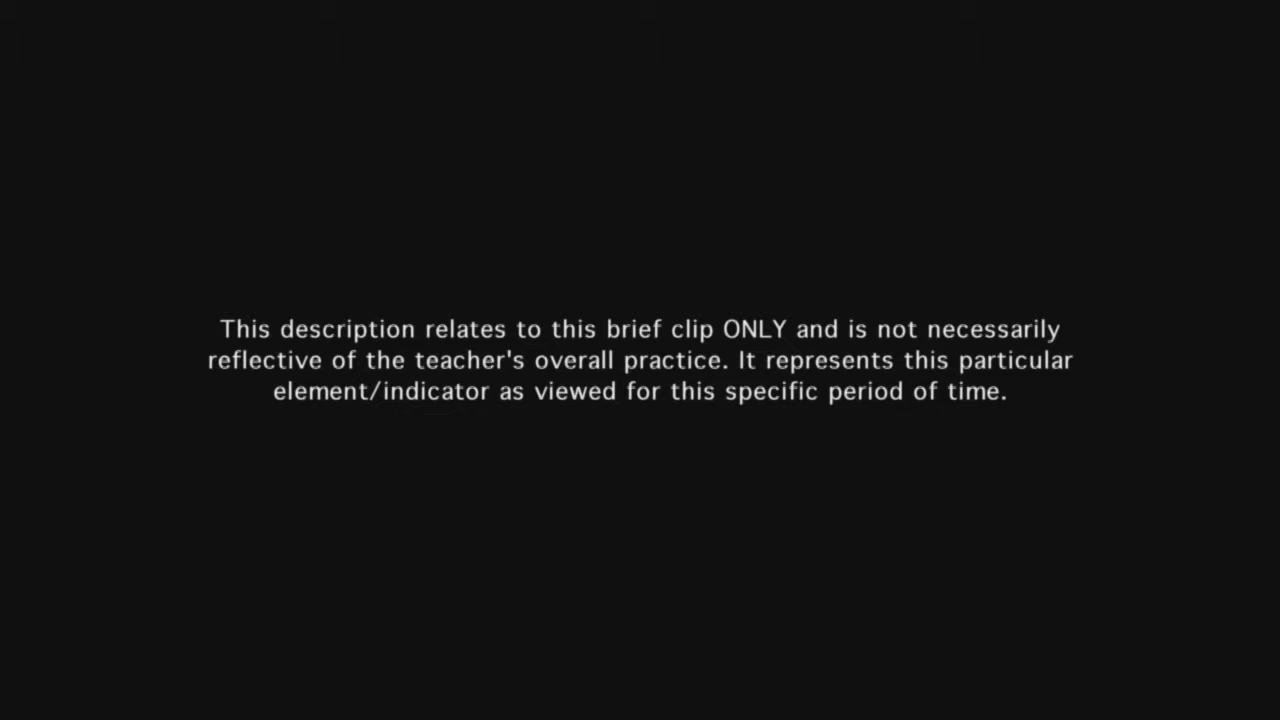 This description relates to this brief clip ONLY and is not necessarily
reflective of the teacher's overall practice. It represents this particular
element/indicator as viewed for this specific period of time.